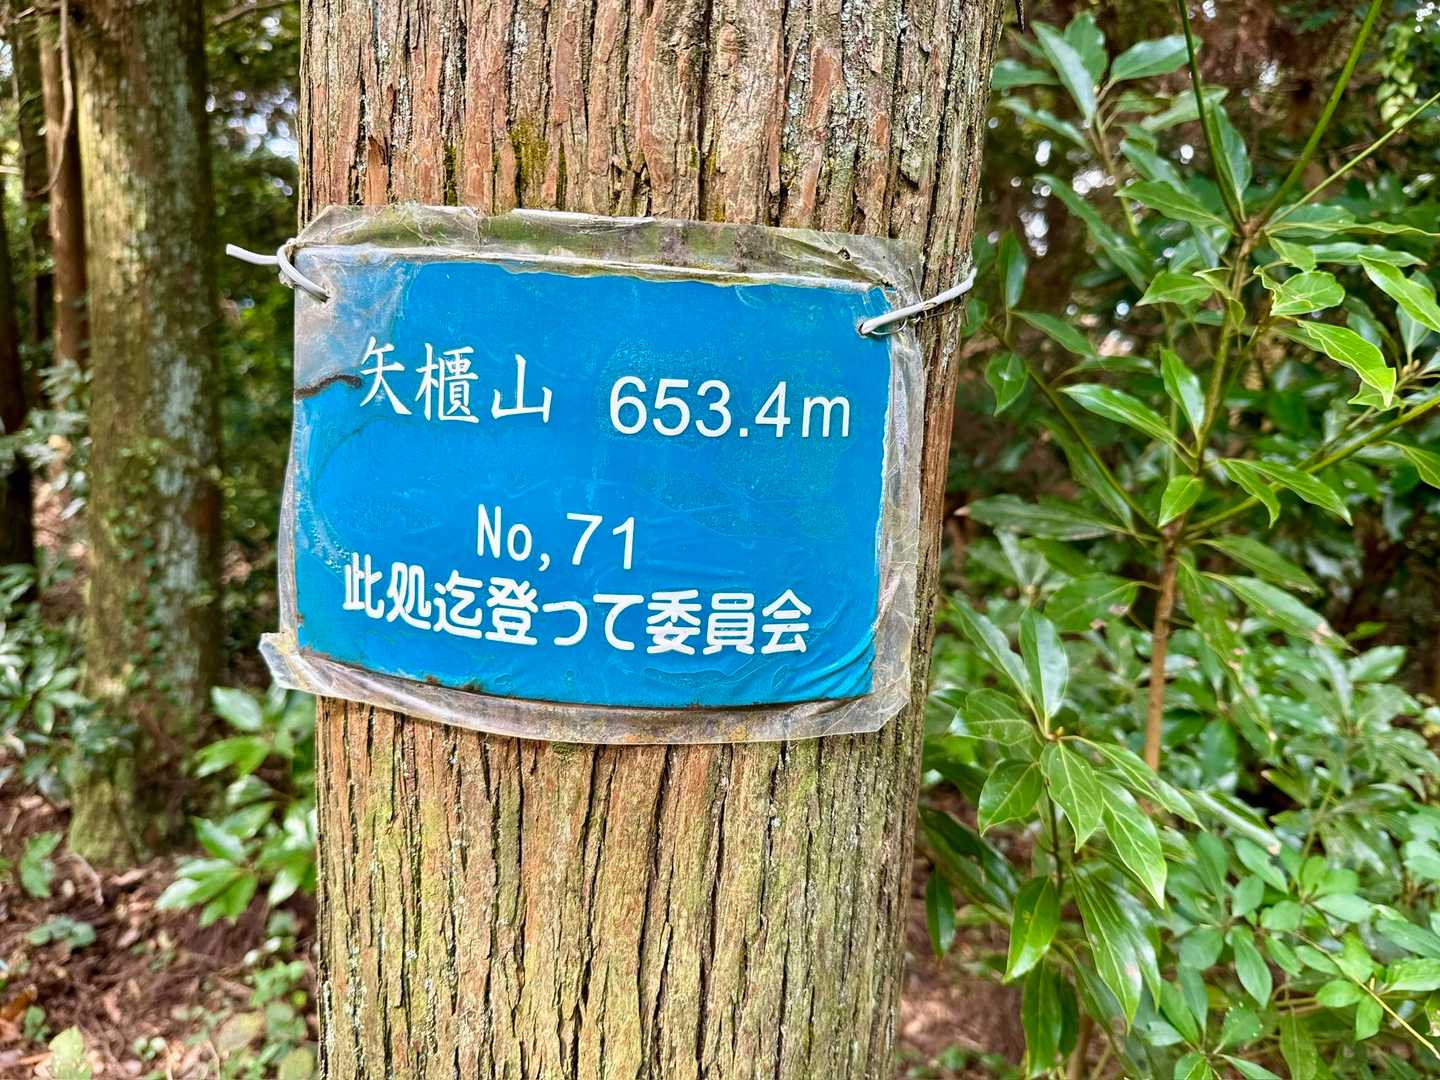 矢櫃山 653.4m
No,71
此処迄登って委員会